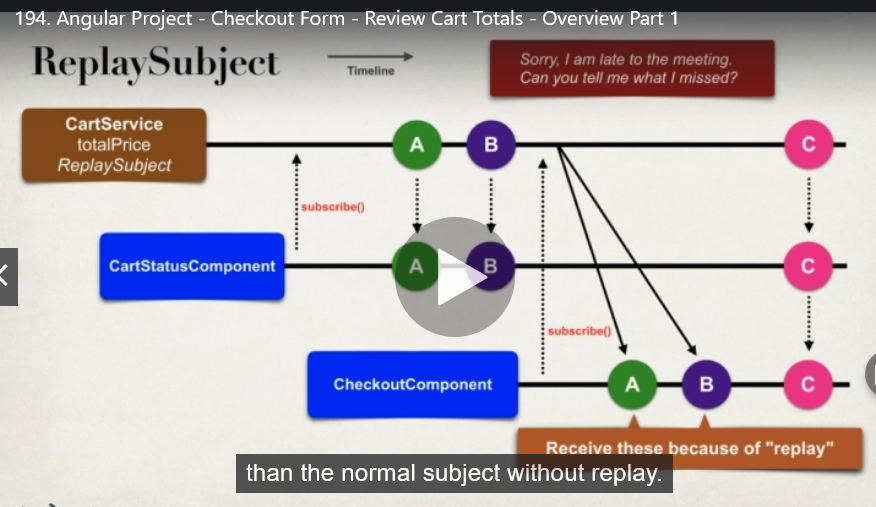 194. Angular Project - Checkout Form - Review Cart Totals - Overview Part 1
ReplaySubject
Timeline
Sorry, I am late to the meeting.
Can you tell me what I missed?
CartService
totalPrice
ReplaySubject
A
B
C
subscribe()
CartStatusComponent
A
B
C
subscribe()
CheckoutComponent
A
B
C
Receive these because of "replay"
than the normal subject without replay.